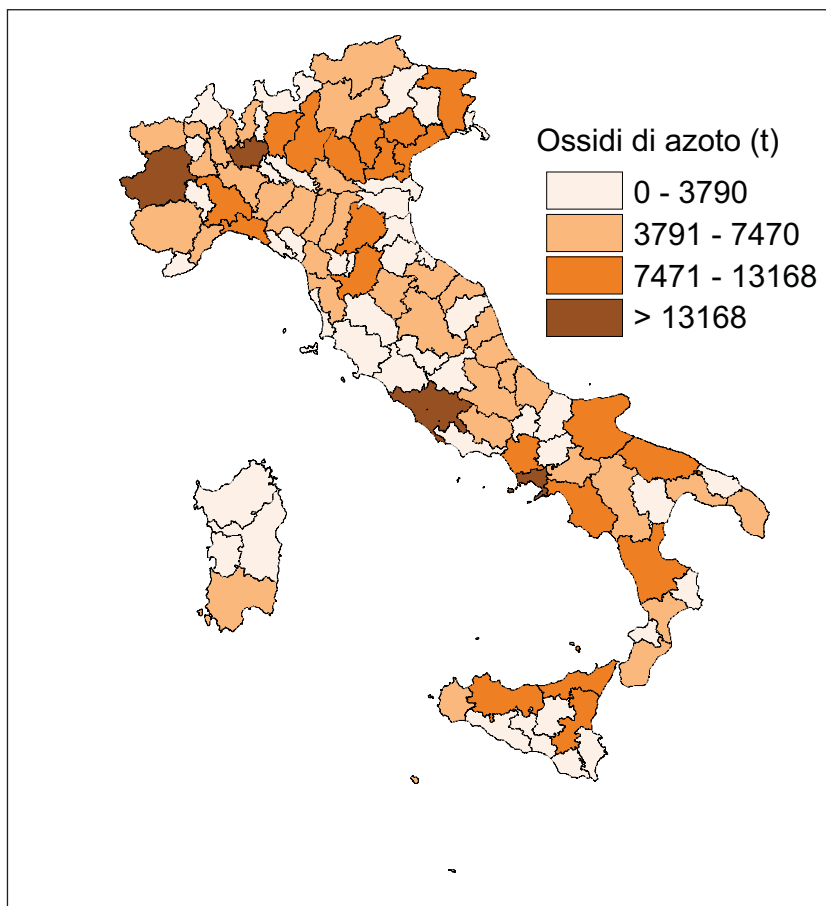 Ossidi di azoto (t)
0 - 3790
3791 - 7470
7471 - 13168
> 13168